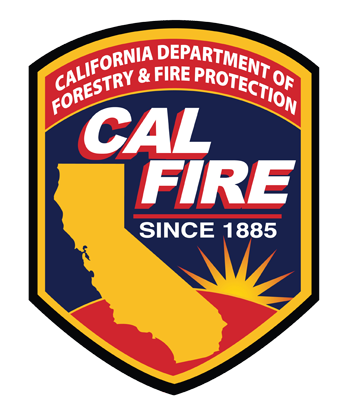 CALIFORNIA DEPARTMENT OF
FORESTRY & FIRE PROTECTION
CAL
FIRE
SINCE 1885